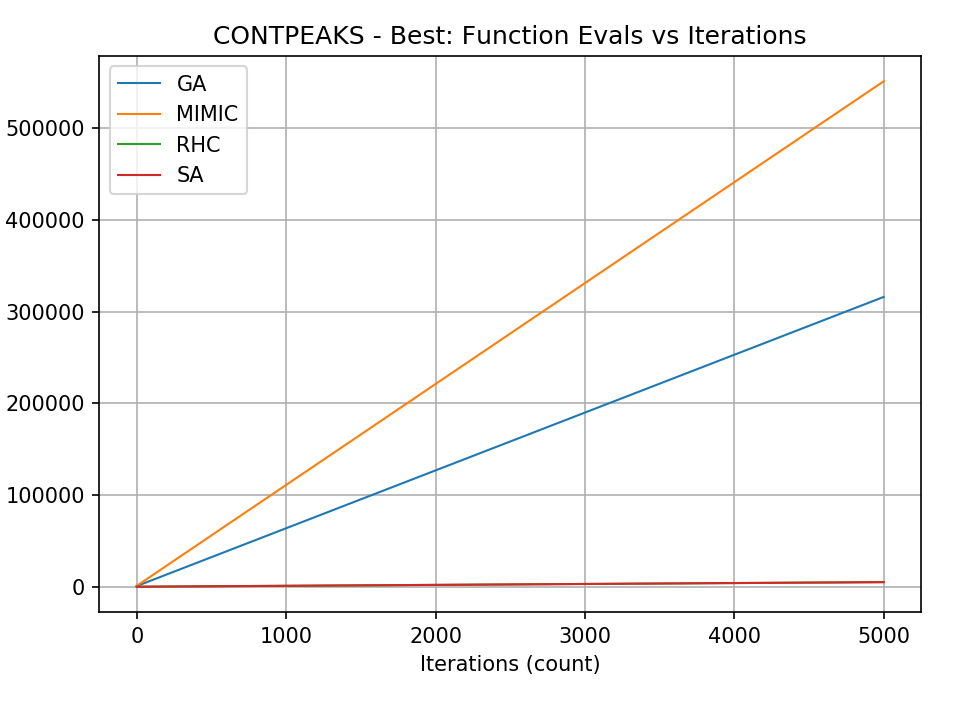 CONTPEAKS - Best: Function Evals vs Iterations
GA
MIMIC
RHC
SA
500000
400000
300000
200000
100000
0
0 1000 2000 3000 4000 5000
Iterations (count)